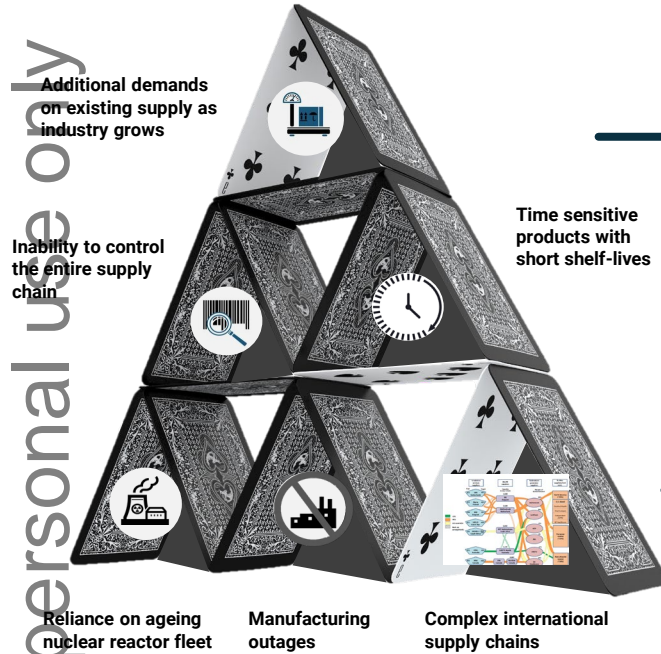 personal use only
Additional demands
on existing supply as
industry grows
Inability to control
the entire supply
chain
Time sensitive
products with
short shelf-lives
Reliance on ageing
nuclear reactor fleet
Manufacturing
outages
Complex international
supply chains